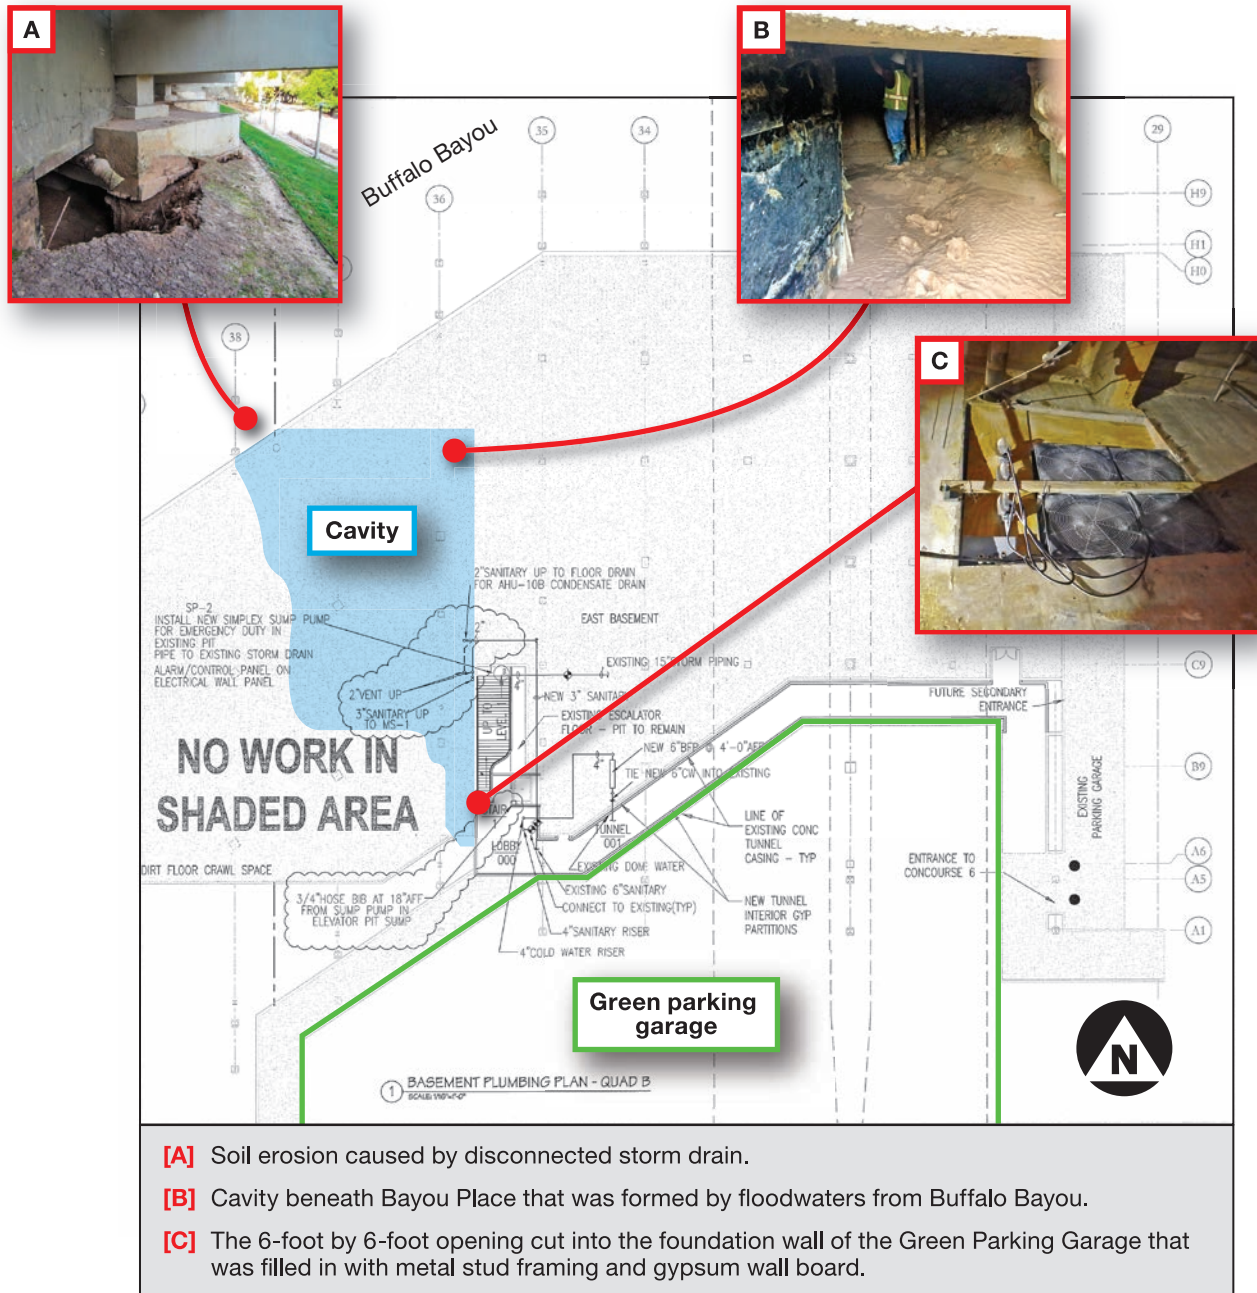 A
B
Buffalo Bayou
35
34
29
36
H9
H1
H0
38
C
Cavity
2"SANITARY UP TO FLOOR DRAIN
FOR AHU-10B CONDENSATE DRAIN
SP-2
INSTALL NEW SIMPLEX SUMP PUMP
FOR EMERGENCY DUTY IN
EXISTING PIT
PIPE TO EXISTING STORM DRAIN
ALARM/CONTROL PANEL ON
ELECTRICAL WALL PANEL
EAST BASEMENT
2"
EXISTING 15"STORM PIPING
C9
2"VENT UP
3"SANITARY UP
TO MS-1
UP TO
LEVEL 1
NEW 3" SANITARY
EXISTING ESCALATOR
FLOOR - PIT TO REMAIN
FUTURE SECONDARY
ENTRANCE
NO WORK IN
SHADED AREA
NEW 6"BFP @ 4'-0"AFF
4"
TIE NEW 6"CW INTO EXISTING
B9
EXISTING
PARKING GARAGE
STAIR
1
TUNNEL
001
LINE OF
EXISTING CONC
TUNNEL
CASING - TYP
LOBBY
000
DIRT FLOOR CRAWL SPACE
EXISTING DOME WATER
ENTRANCE TO
CONCOURSE 6
A6
A5
3/4"HOSE BIB AT 18"AFF
FROM SUMP PUMP IN
ELEVATOR PIT SUMP
EXISTING 6"SANITARY
CONNECT TO EXISTING(TYP)
NEW TUNNEL
INTERIOR GYP
PARTITIONS
4"SANITARY RISER
A1
4"COLD WATER RISER
Green parking
garage
N
1 BASEMENT PLUMBING PLAN - QUAD B
[A] Soil erosion caused by disconnected storm drain.
[B] Cavity beneath Bayou Place that was formed by floodwaters from Buffalo Bayou.
[C] The 6-foot by 6-foot opening cut into the foundation wall of the Green Parking Garage that
was filled in with metal stud framing and gypsum wall board.